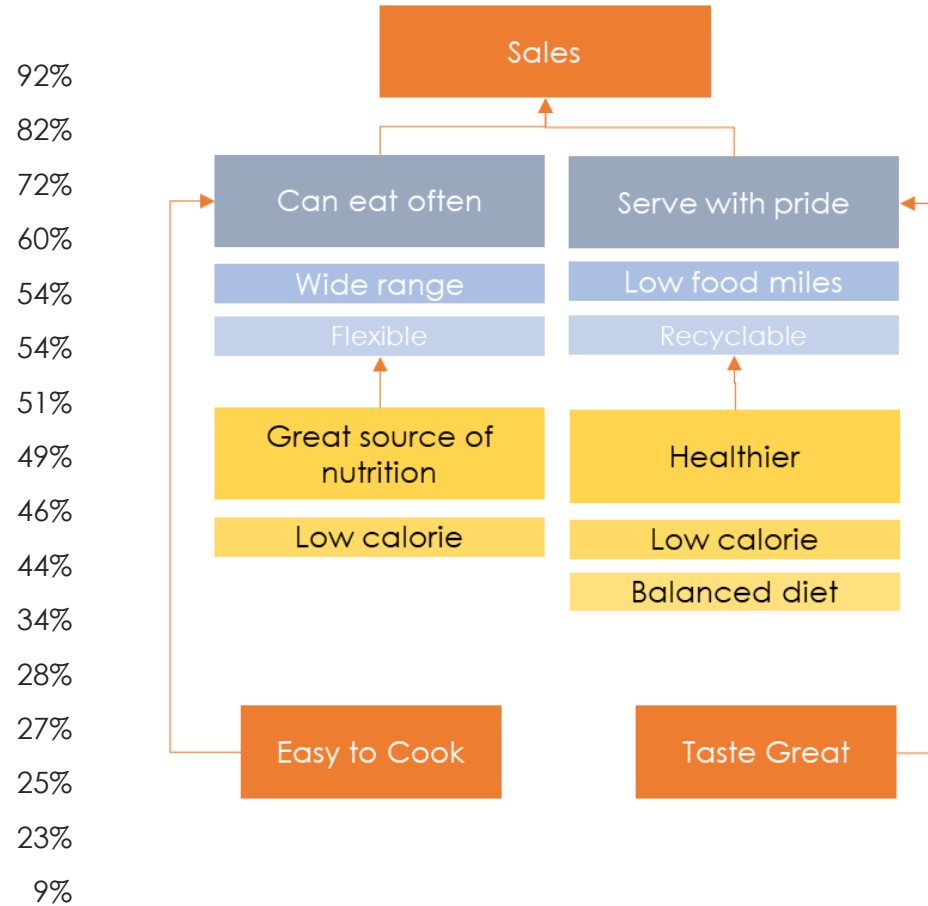 92%
82%
72%
60%
54%
54%
51%
49%
46%
44%
34%
28%
27%
25%
23%
9%
Sales
Can eat often
Serve with pride
Wide range
Low food miles
Flexible
Recyclable
Great source of
nutrition
Healthier
Low calorie
Low calorie
Balanced diet
Easy to Cook
Taste Great